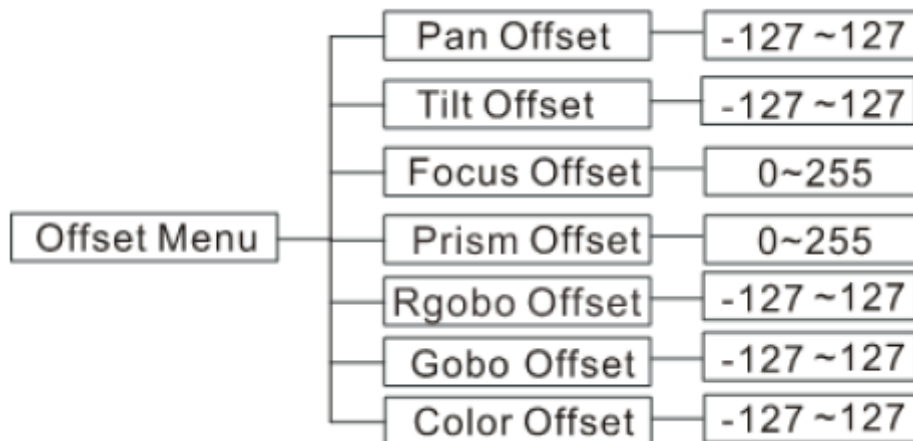 Pan Offset -127 ~127
Tilt Offset -127 ~127
Focus Offset 0~255
Offset Menu
Prism Offset 0~255
Rgobo Offset -127 ~127
Gobo Offset -127 ~127
Color Offset -127 ~127